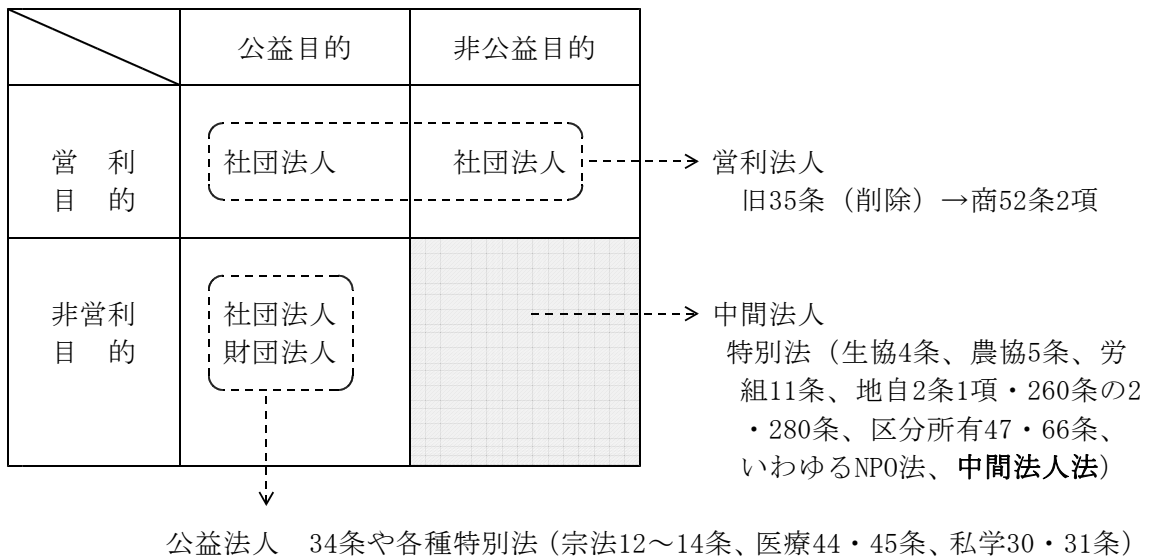 公益目的 非公益目的
営 利
目 的
社団法人 社団法人
営利法人
旧35条（削除）→商52条2項
非営利
目 的
社団法人
財団法人
中間法人
特別法（生協4条、農協5条、労
組11条、地自2条1項・260条の2
・280条、区分所有47・66条、
いわゆるNPO法、中間法人法）
公益法人 34条や各種特別法（宗法12～14条、医療44・45条、私学30・31条）